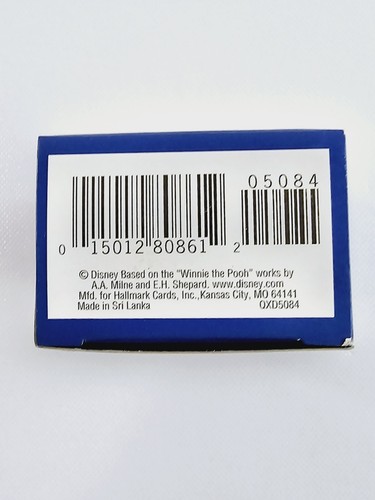 05084
0 15012 80861 2
© Disney Based on the "Winnie the Pooh" works by
A.A. Milne and E.H. Shepard. www.disney.com
Mfd. for Hallmark Cards, Inc.,Kansas City, MO 64141
Made in Sri Lanka QXD5084